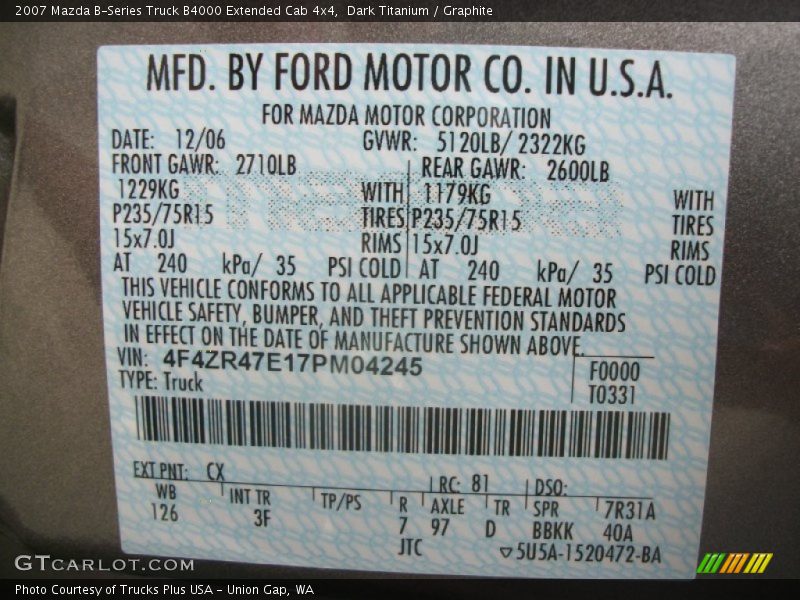 2007 Mazda B-Series Truck B4000 Extended Cab 4x4, Dark Titanium / Graphite
MFD. BY FORD MOTOR CO. IN U.S.A.
FOR MAZDA MOTOR CORPORATION
DATE: 12/06 GVWR: 5120LB/ 2322KG
FRONT GAWR: 2710LB REAR GAWR: 2600LB
1229KG WITH 1179KG WITH
P235/75R15 TIRES P235/75R15 TIRES
15x7.0J RIMS 15x7.0J RIMS
AT 240 kPa/ 35 PSI COLD AT 240 kPa/ 35 PSI COLD
THIS VEHICLE CONFORMS TO ALL APPLICABLE FEDERAL MOTOR
VEHICLE SAFETY, BUMPER, AND THEFT PREVENTION STANDARDS
IN EFFECT ON THE DATE OF MANUFACTURE SHOWN ABOVE.
VIN: 4F4ZR47E17PM04245 F0000
TYPE: Truck T0331
EXT PNT: CX RC: 81 DSO:
WB INT TR TP/PS R AXLE TR SPR 7R31A
126 3F 7 97 D BBKK 40A
JTC ▽5U5A-1520472-BA
GTCarLot.com
Photo Courtesy of Trucks Plus USA - Union Gap, WA